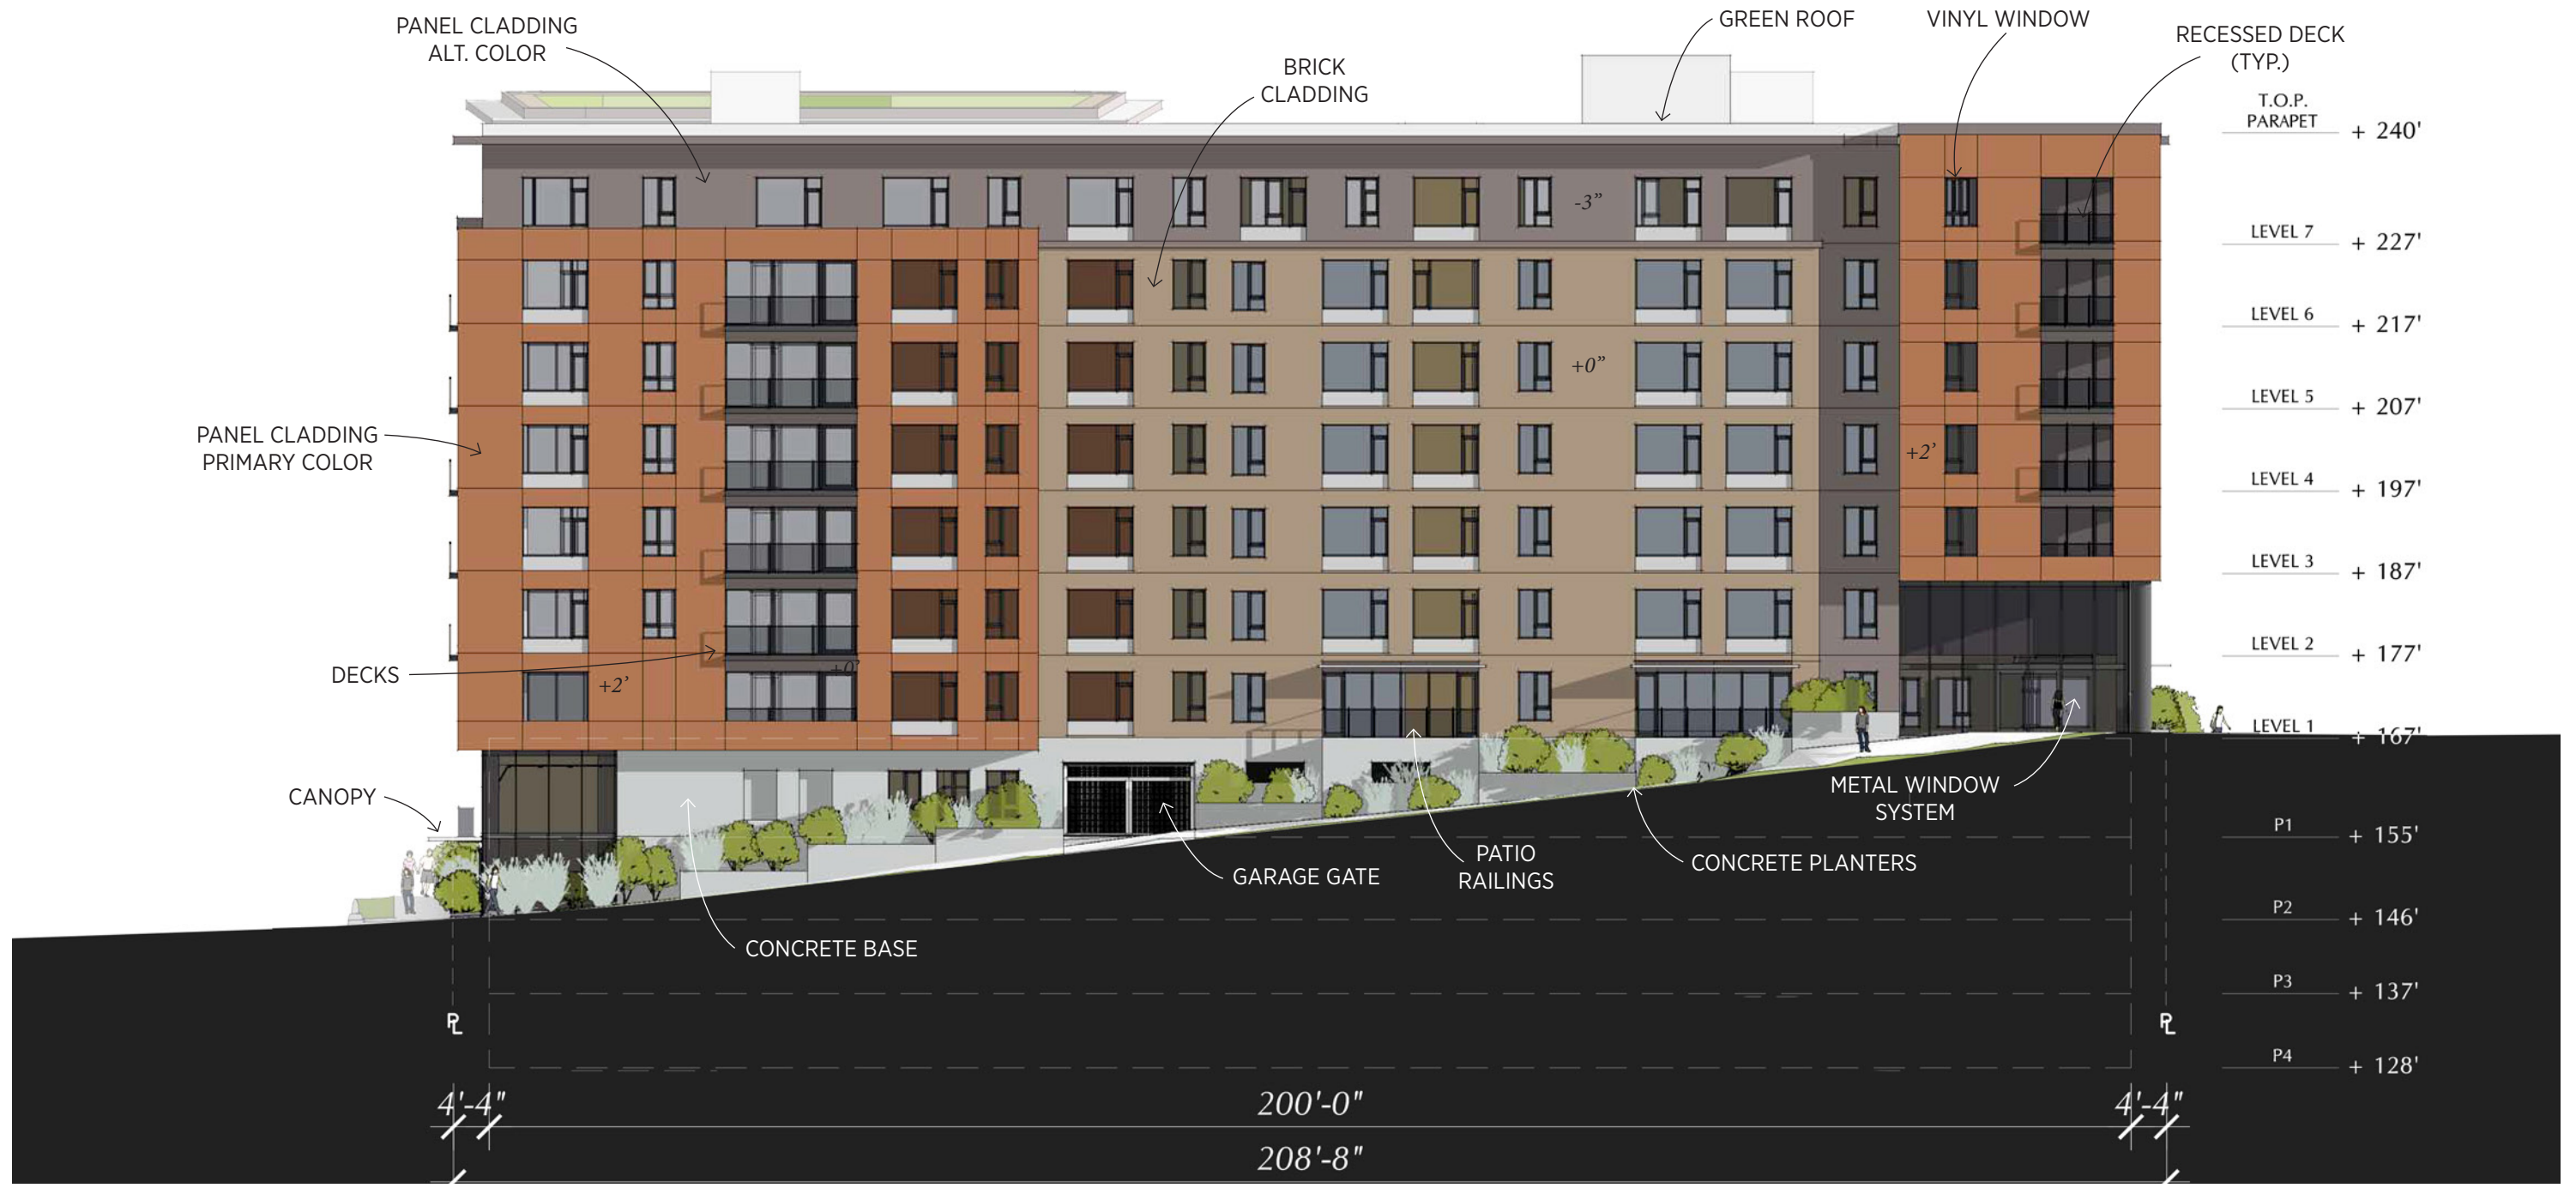 PANEL CLADDING
ALT. COLOR
GREEN ROOF
VINYL WINDOW
RECESSED DECK
(TYP.)
BRICK
CLADDING
T.O.P.
PARAPET
+ 240'
-3"
LEVEL 7
+ 227'
LEVEL 6
+ 217'
+0"
LEVEL 5
+ 207'
PANEL CLADDING
PRIMARY COLOR
+2'
LEVEL 4
+ 197'
LEVEL 3
+ 187'
LEVEL 2
+ 177'
DECKS
+0'
+2'
LEVEL 1
+ 167'
CANOPY
METAL WINDOW
SYSTEM
P1
+ 155'
PATIO
RAILINGS
CONCRETE PLANTERS
GARAGE GATE
P2
+ 146'
CONCRETE BASE
P3
+ 137'
PL
PL
P4
+ 128'
4'-4"
200'-0"
4'-4"
208'-8"